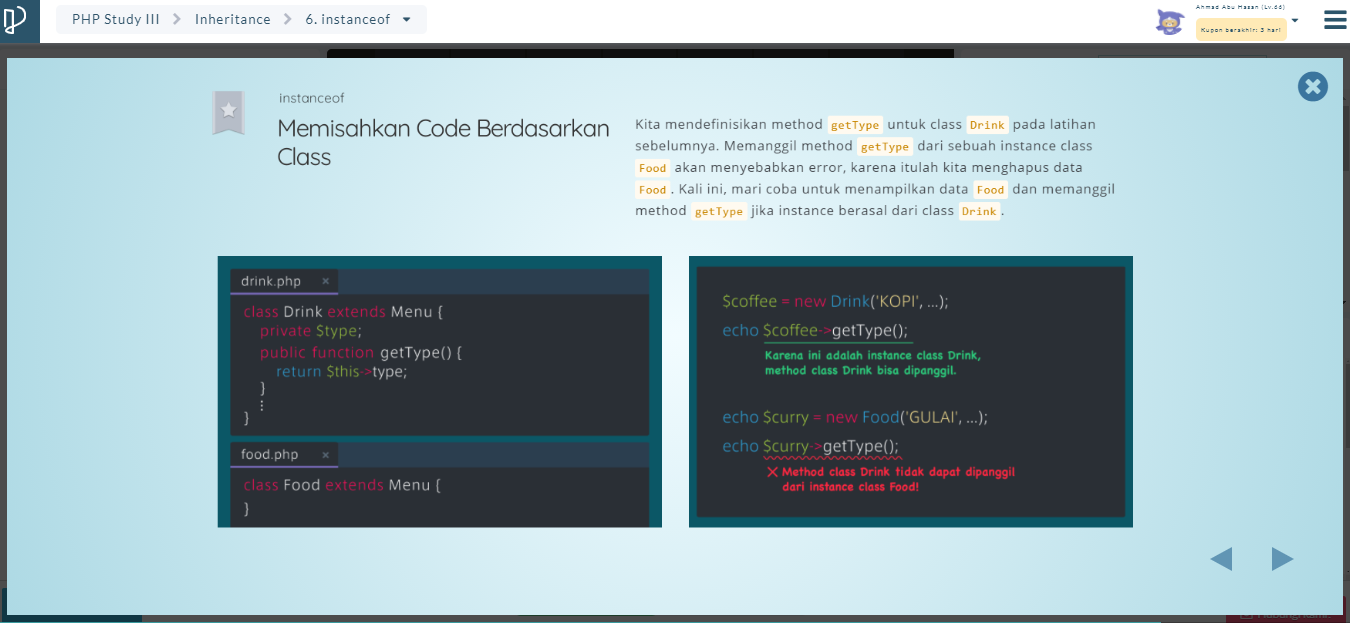 PHP Study III Inheritance 6. instanceof
Ahmad Abu Hasan (Lv.66)
Kupon berakhir: 3 hari
instanceof
Memisahkan Code Berdasarkan
Class
Kita mendefinisikan method getType untuk class Drink pada latihan
sebelumnya. Memanggil method getType dari sebuah instance class
Food akan menyebabkan error, karena itulah kita menghapus data
Food. Kali ini, mari coba untuk menampilkan data Food dan memanggil
method getType jika instance berasal dari class Drink.
drink.php ×
class Drink extends Menu {
private $type;
public function getType() {
return $this->type;
}
⋮
}
food.php ×
class Food extends Menu {
}
$coffee = new Drink('KOPI', ...);
echo $coffee->getType();
Karena ini adalah instance class Drink,
method class Drink bisa dipanggil.
echo $curry = new Food('GULAI', ...);
echo $curry->getType();
× Method class Drink tidak dapat dipanggil
dari instance class Food!